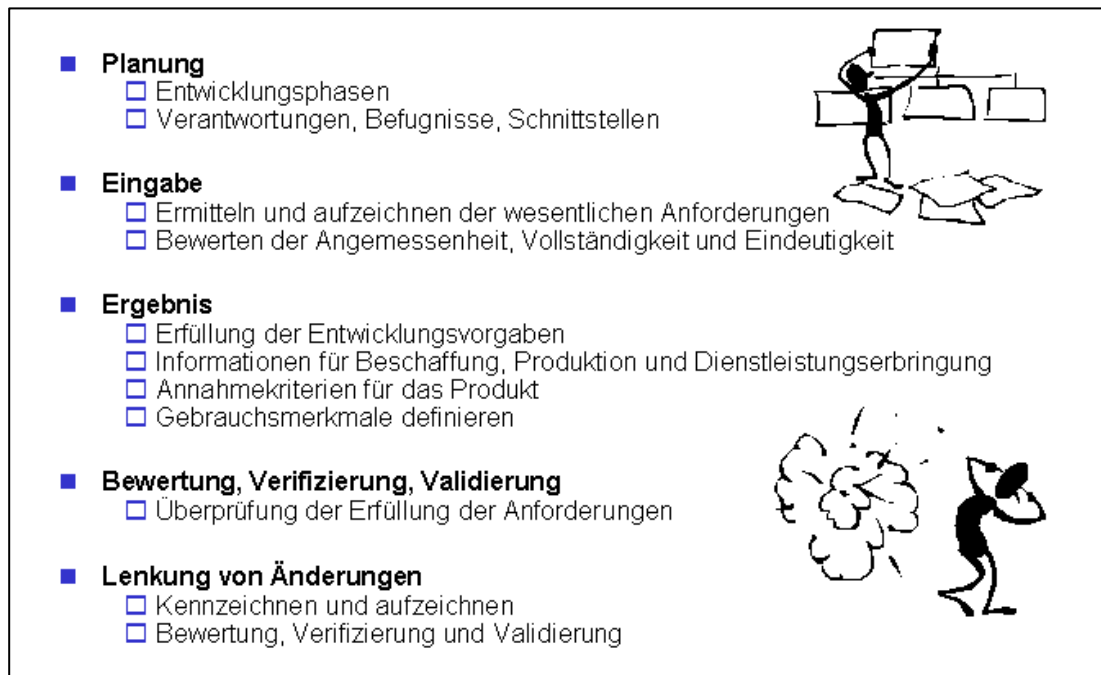 Planung
Entwicklungsphasen
Verantwortungen, Befugnisse, Schnittstellen
Eingabe
Ermitteln und aufzeichnen der wesentlichen Anforderungen
Bewerten der Angemessenheit, Vollständigkeit und Eindeutigkeit
Ergebnis
Erfüllung der Entwicklungsvorgaben
Informationen für Beschaffung, Produktion und Dienstleistungserbringung
Annahmekriterien für das Produkt
Gebrauchsmerkmale definieren
Bewertung, Verifizierung, Validierung
Überprüfung der Erfüllung der Anforderungen
Lenkung von Änderungen
Kennzeichnen und aufzeichnen
Bewertung, Verifizierung und Validierung